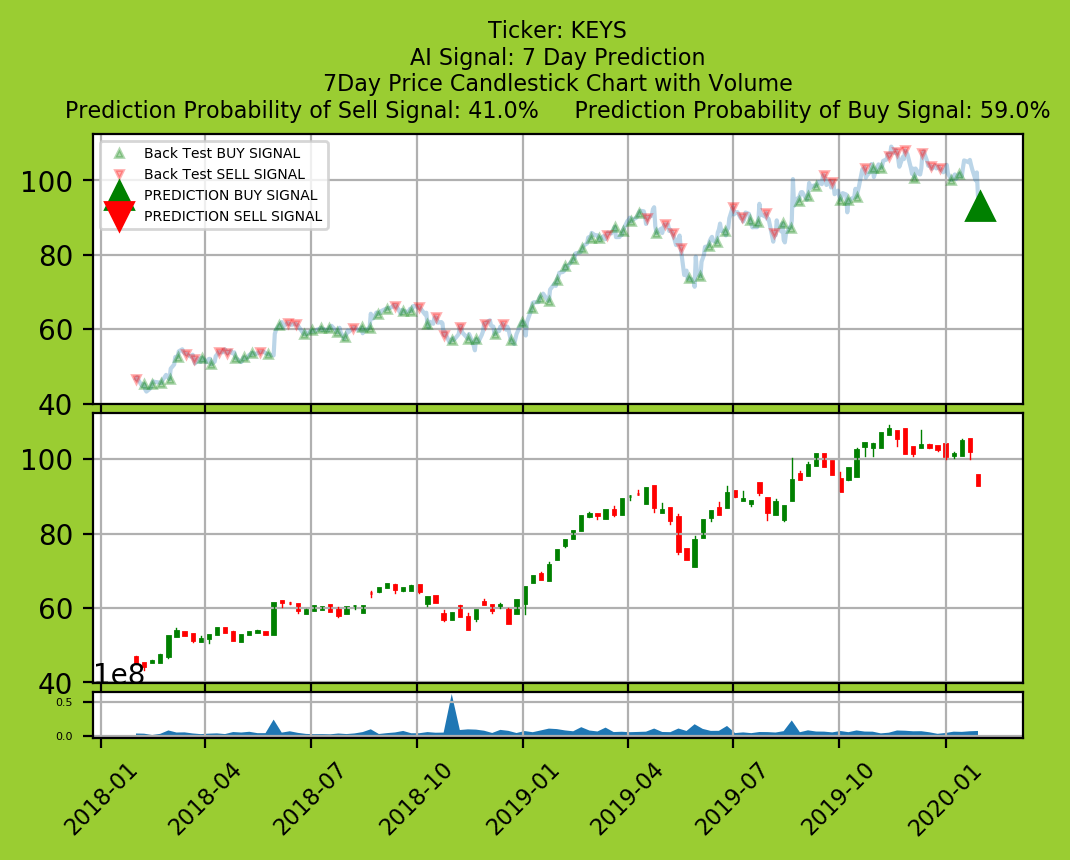 Ticker: KEYS
AI Signal: 7 Day Prediction
7Day Price Candlestick Chart with Volume
Prediction Probability of Sell Signal: 41.0% Prediction Probability of Buy Signal: 59.0%
Back Test BUY SIGNAL
Back Test SELL SIGNAL
PREDICTION BUY SIGNAL
PREDICTION SELL SIGNAL
100
80
60
40
100
80
60
40
1e8
0.5
0.0
2018-01 2018-04 2018-07 2018-10 2019-01 2019-04 2019-07 2019-10 2020-01